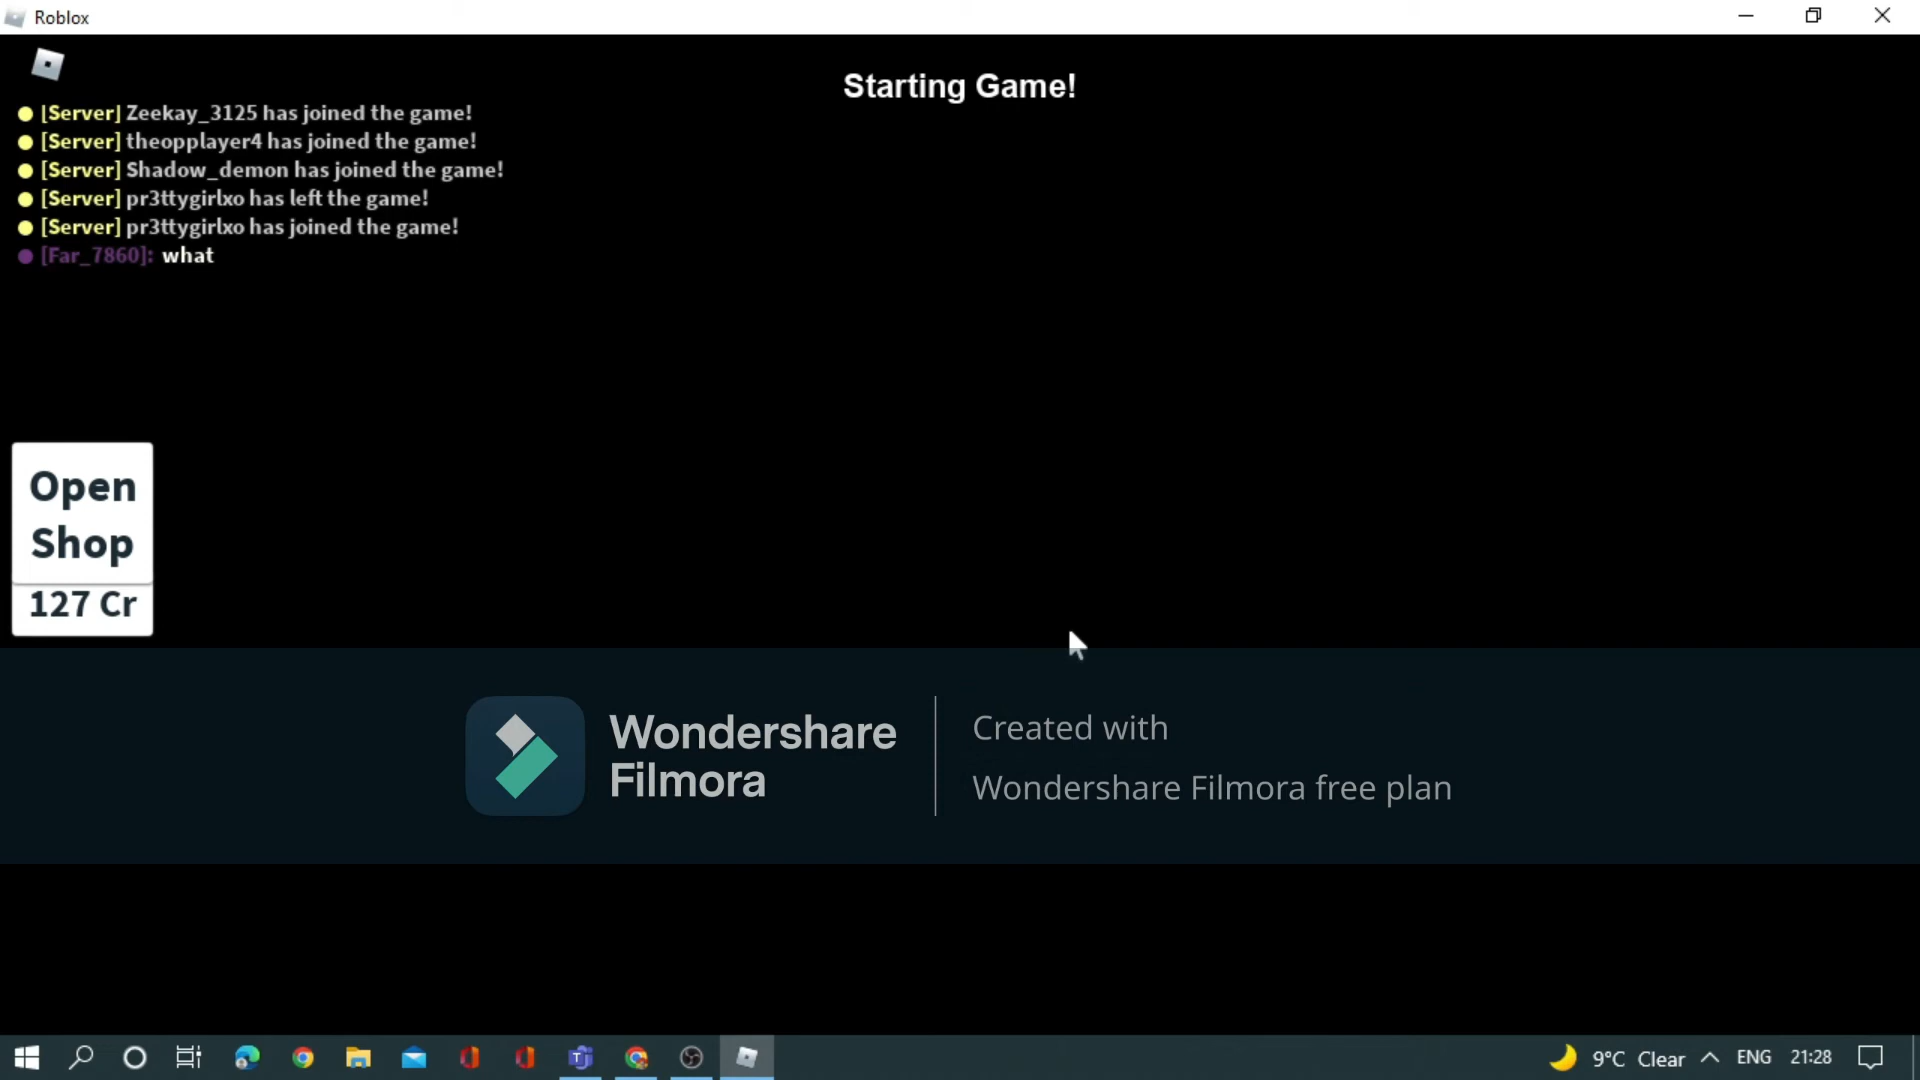 Roblox
Starting Game!
[Server] Zeekay_3125 has joined the game!
[Server] theopplayer4 has joined the game!
[Server] Shadow_demon has joined the game!
[Server] pr3ttygirlxo has left the game!
[Server] pr3ttygirlxo has joined the game!
[Far_7860]: what
Open
Shop
127 Cr
Wondershare
Filmora
Created with
Wondershare Filmora free plan
9°C Clear ENG 21:28